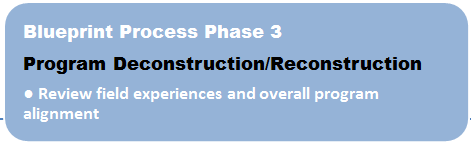 Blueprint Process Phase 3
Program Deconstruction/Reconstruction
● Review field experiences and overall program
alignment